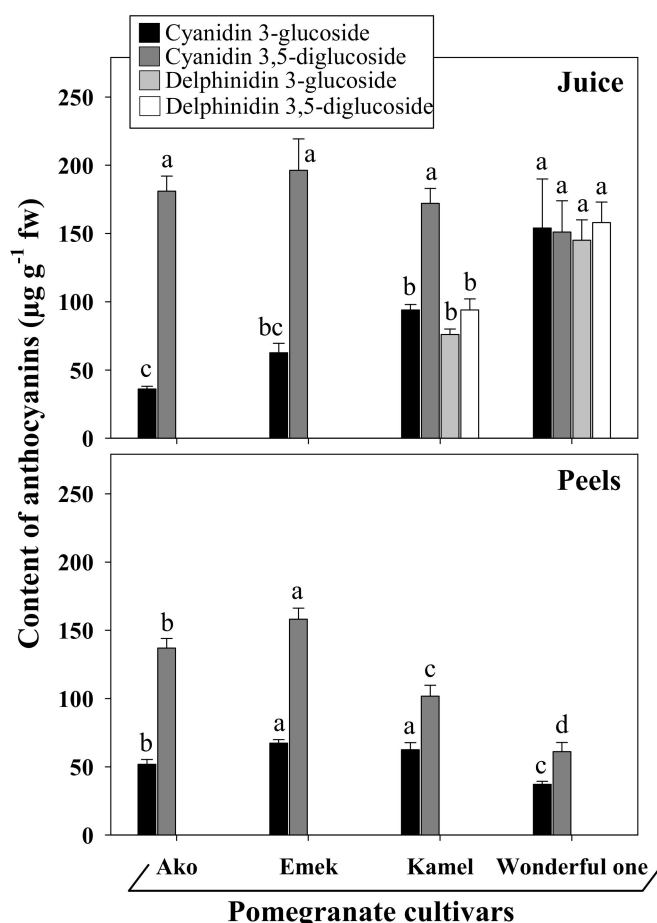 Cyanidin 3-glucoside
Cyanidin 3,5-diglucoside
Delphinidin 3-glucoside
Delphinidin 3,5-diglucoside
Juice
250
200
150
100
50
0
c
a
bc
a
b
a
b
b
a
a
a
a
Peels
250
200
150
100
50
0
b
b
a
a
a
c
c
d
Content of anthocyanins (µg g⁻¹ fw)
Ako Emek Kamel Wonderful one
Pomegranate cultivars